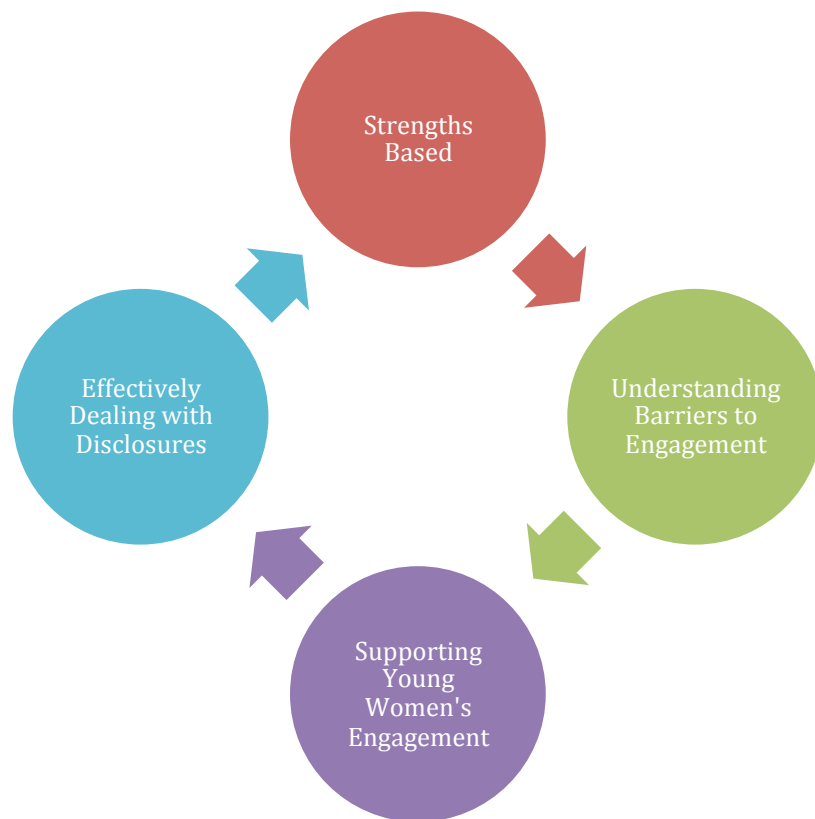 Strengths
Based
Understanding
Barriers to
Engagement
Supporting
Young
Women's
Engagement
Effectively
Dealing with
Disclosures